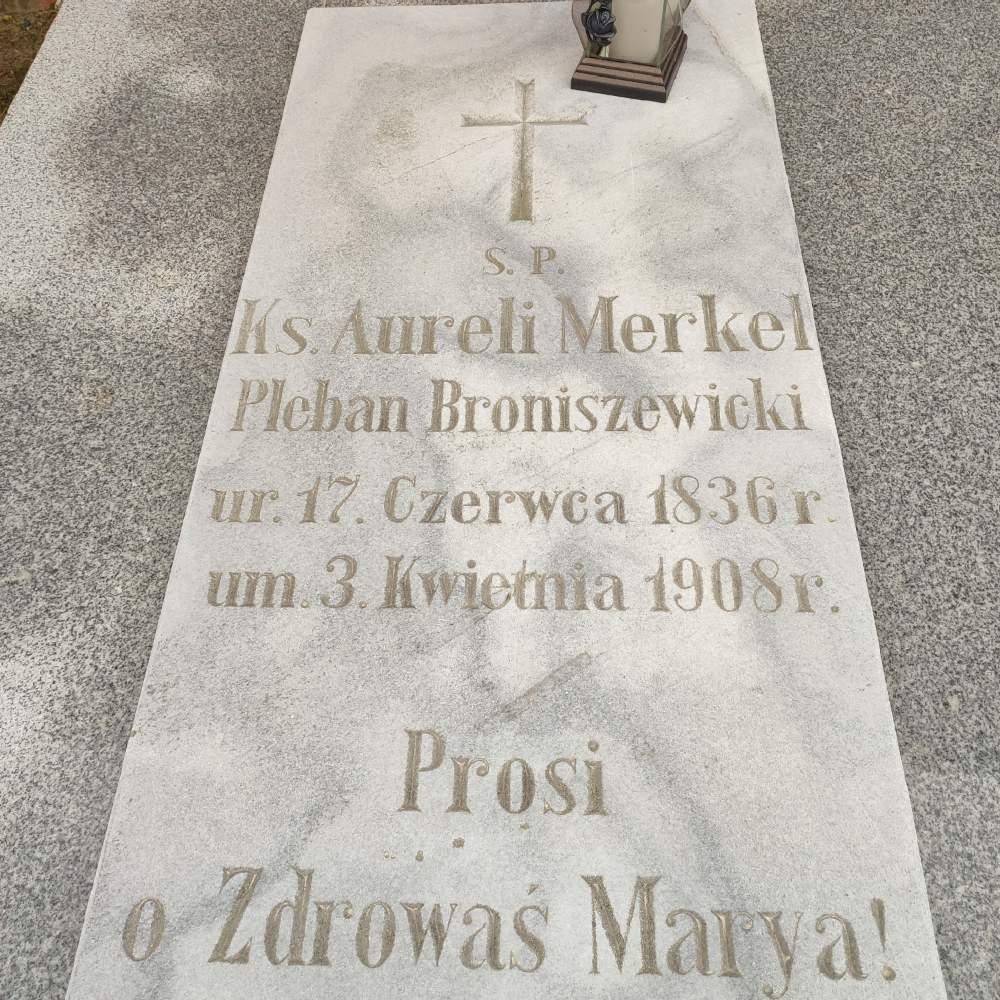 S. P.
Ks. Aureli Merkel
Pleban Broniszewicki
ur. 17. Czerwca 1836 r.
um. 3. Kwietnia 1908 r.
Prosi
o Zdrowaś Marya!